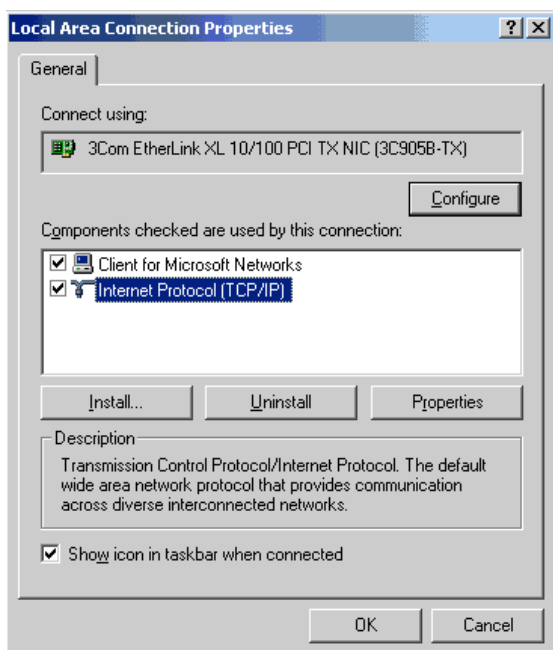 Local Area Connection Properties
General
Connect using:
3Com EtherLink XL 10/100 PCI TX NIC (3C905B-TX)
Configure
Components checked are used by this connection:
Client for Microsoft Networks
Internet Protocol (TCP/IP)
Install... Uninstall Properties
Description
Transmission Control Protocol/Internet Protocol. The default
wide area network protocol that provides communication
across diverse interconnected networks.
Show icon in taskbar when connected
OK Cancel